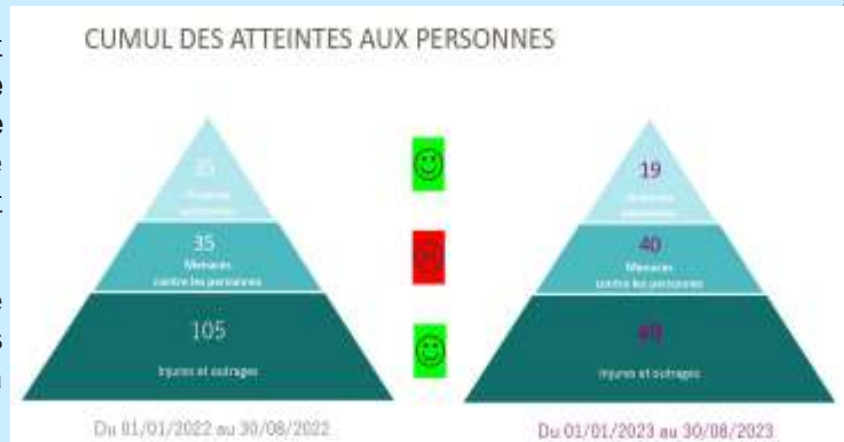 CUMUL DES ATTEINTES AUX PERSONNES
19
35
Menaces
contre les personnes
40
Menaces
contre les personnes
105
Injures et outrages
Injures et outrages
Du 01/01/2022 au 30/08/2022
Du 01/01/2023 au 30/08/2023